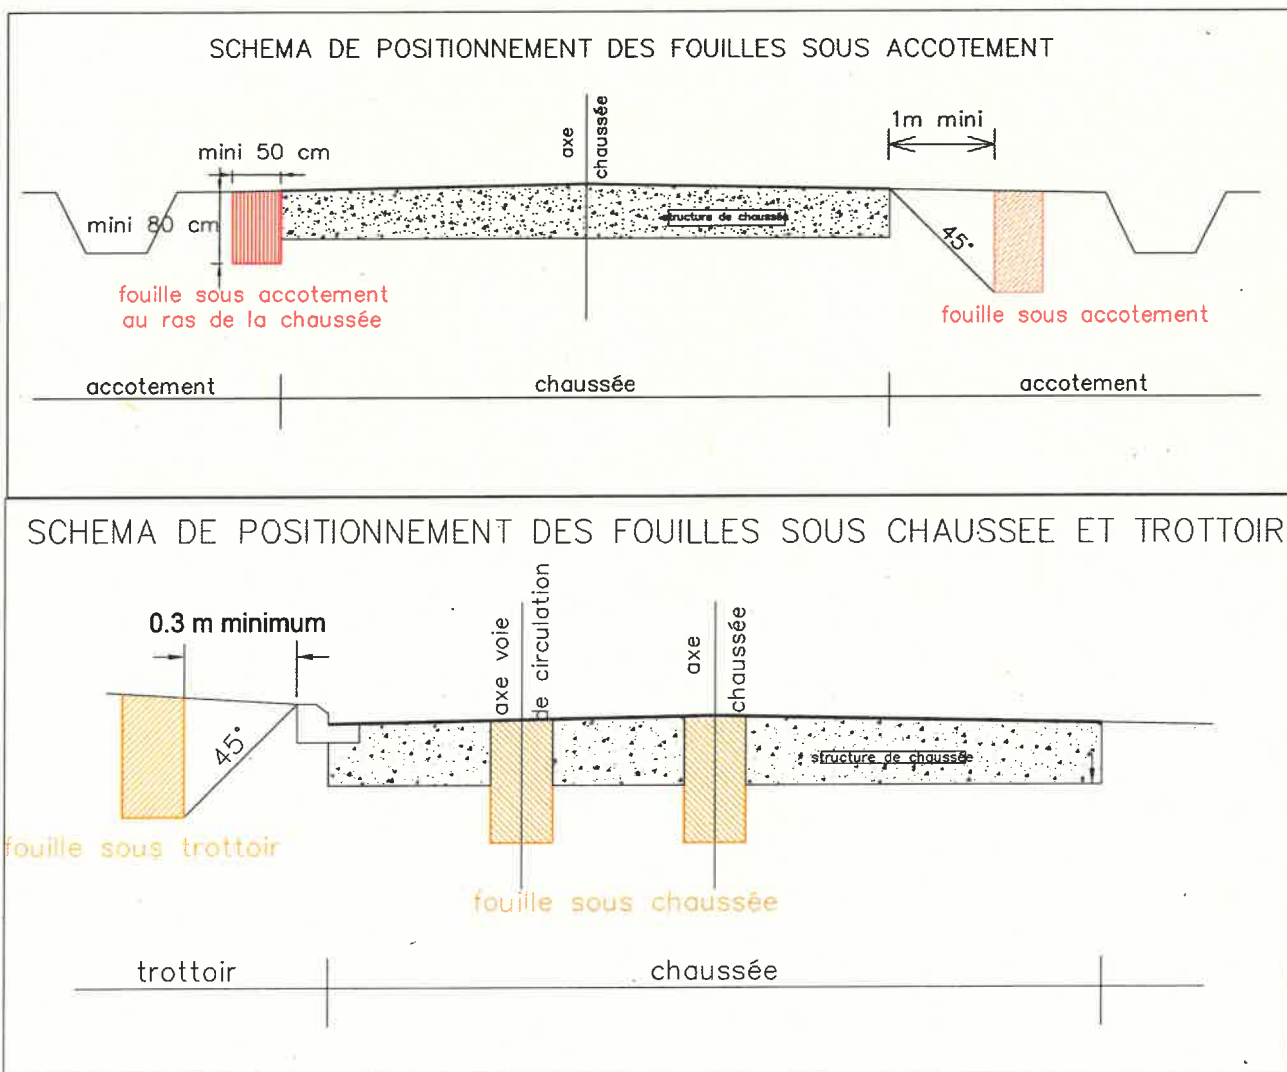 SCHEMA DE POSITIONNEMENT DES FOUILLES SOUS ACCOTEMENT
axe
chaussée
1m mini
mini 50 cm
mini 80 cm
structure de chaussée
45°
fouille sous accotement
au ras de la chaussée
fouille sous accotement
accotement
chaussée
accotement
SCHEMA DE POSITIONNEMENT DES FOUILLES SOUS CHAUSSEE ET TROTTOIR
0.3 m minimum
axe voie
de circulation
axe
chaussée
45°
structure de chaussée
fouille sous trottoir
fouille sous chaussée
trottoir
chaussée